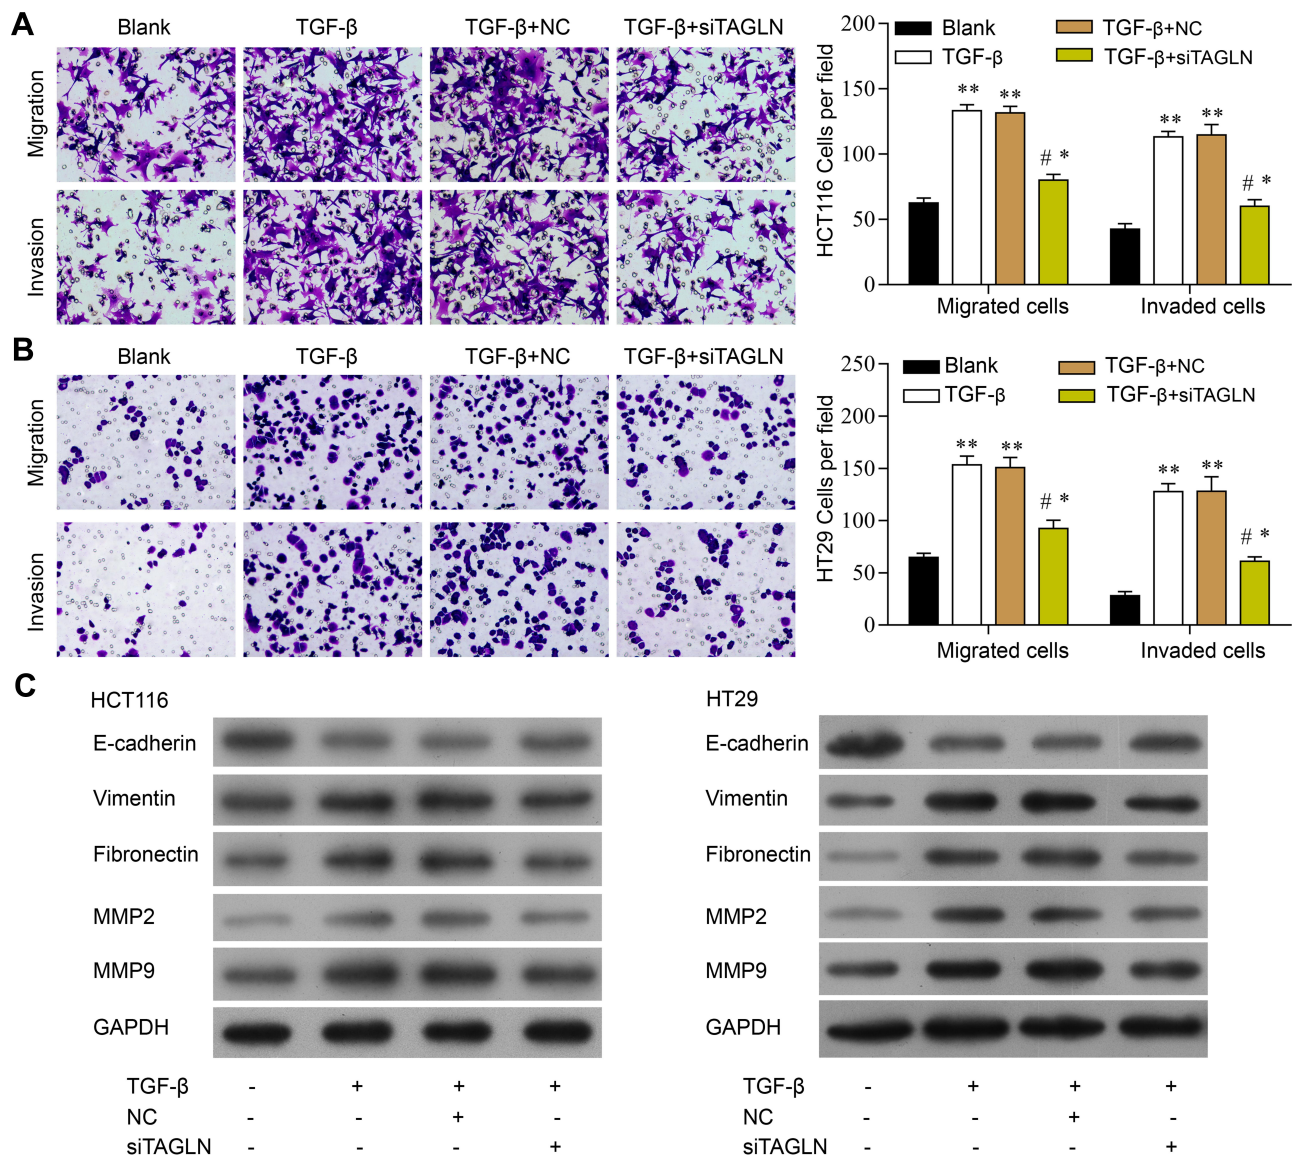 A
Blank TGF-β TGF-β+NC TGF-β+siTAGLN
Migration
Invasion
HCT116 Cells per field
200
150
100
50
0
Blank TGF-β+NC
TGF-β TGF-β+siTAGLN
** ** # * ** ** # *
Migrated cells Invaded cells
B
Blank TGF-β TGF-β+NC TGF-β+siTAGLN
Migration
Invasion
HT29 Cells per field
250
200
150
100
50
0
Blank TGF-β+NC
TGF-β TGF-β+siTAGLN
** ** # * ** ** # *
Migrated cells Invaded cells
C
HCT116
E-cadherin
Vimentin
Fibronectin
MMP2
MMP9
GAPDH
TGF-β - + + +
NC - - + -
siTAGLN - - - +
HT29
E-cadherin
Vimentin
Fibronectin
MMP2
MMP9
GAPDH
TGF-β - + + +
NC - - + -
siTAGLN - - - +